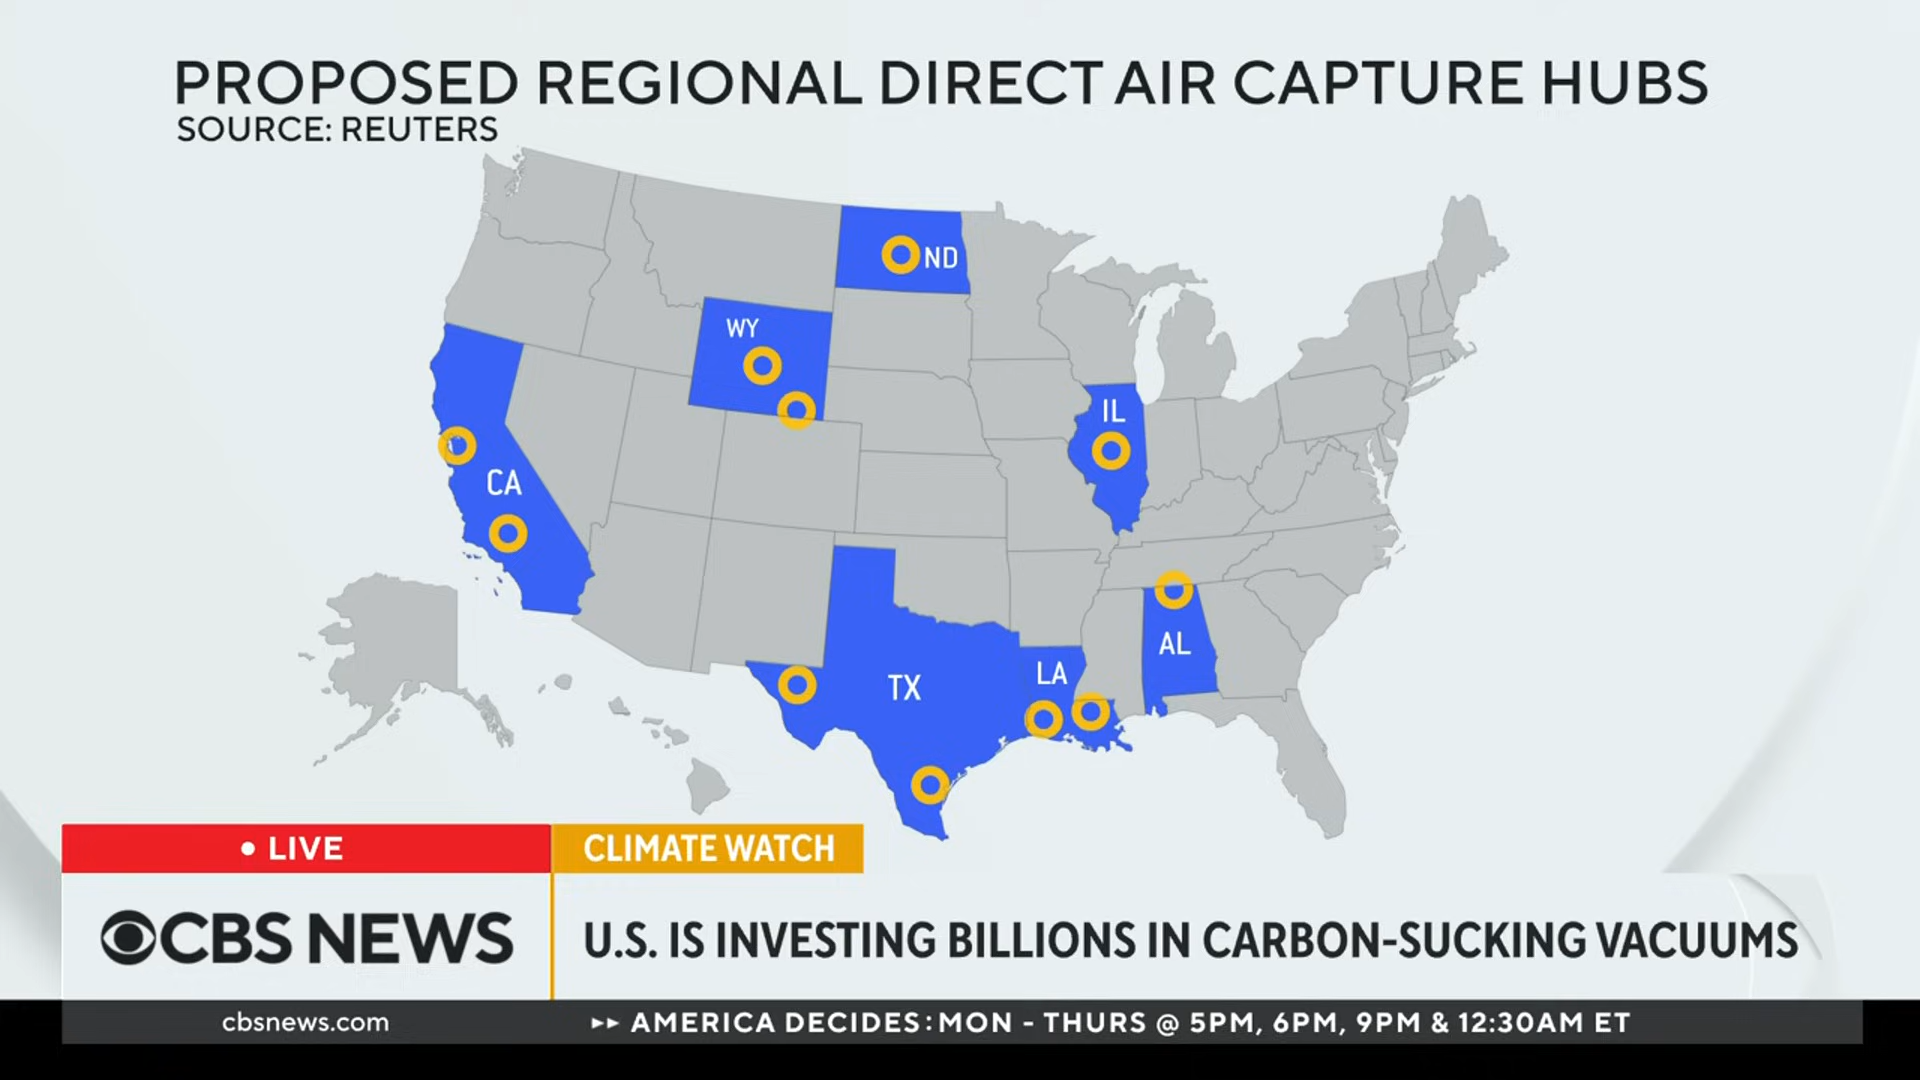 PROPOSED REGIONAL DIRECT AIR CAPTURE HUBS
SOURCE: REUTERS
ND
WY
IL
CA
AL
LA
TX
• LIVE
CLIMATE WATCH
CBS NEWS
U.S. IS INVESTING BILLIONS IN CARBON-SUCKING VACUUMS
cbsnews.com
AMERICA DECIDES: MON - THURS @ 5PM, 6PM, 9PM & 12:30AM ET